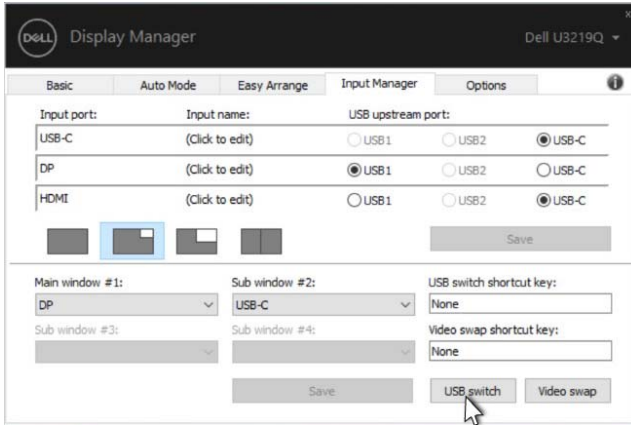 DELL Display Manager Dell U3219Q
Basic Auto Mode Easy Arrange Input Manager Options
Input port: Input name: USB upstream port:
USB-C (Click to edit) USB1 USB2 USB-C
DP (Click to edit) USB1 USB2 USB-C
HDMI (Click to edit) USB1 USB2 USB-C
Save
Main window #1: Sub window #2: USB switch shortcut key:
DP USB-C None
Sub window #3: Sub window #4: Video swap shortcut key:
None
Save USB switch Video swap